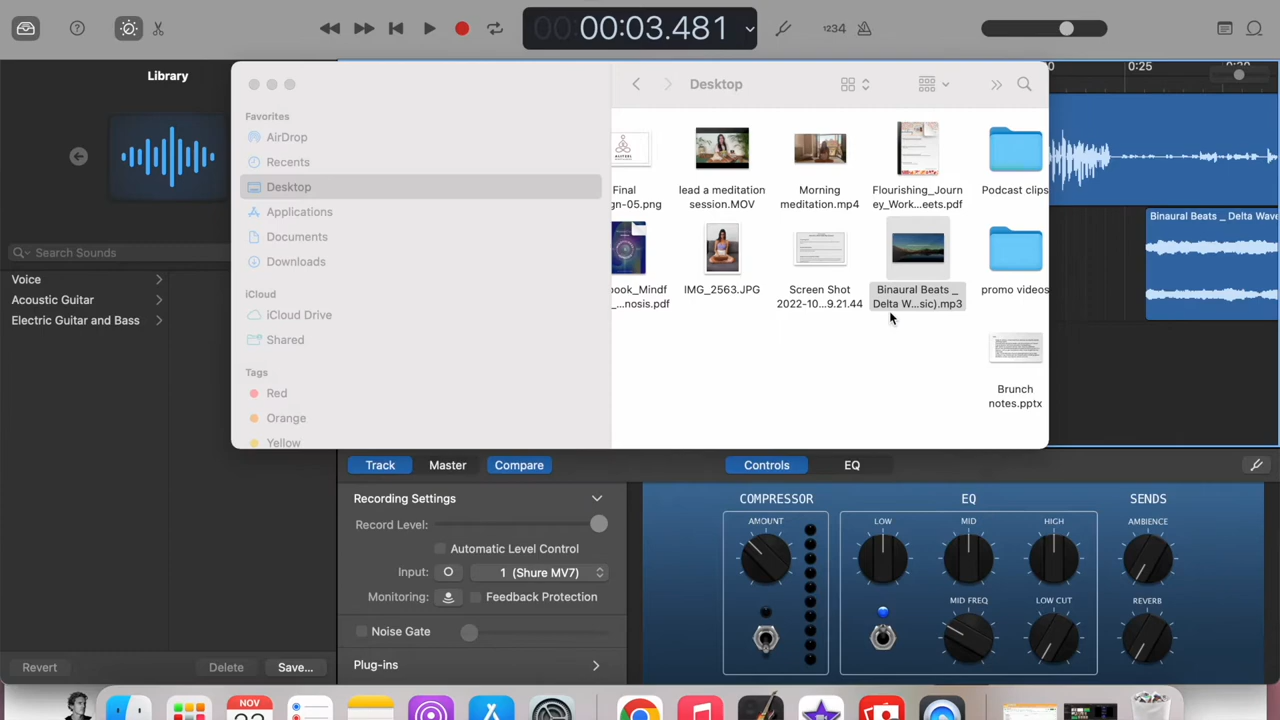 00:00:03.481
1234
Library
Search Sounds
Voice
Acoustic Guitar
Electric Guitar and Bass
Revert
Delete
Save...
Favorites
AirDrop
Recents
Desktop
Applications
Documents
Downloads
iCloud
iCloud Drive
Shared
Tags
Red
Orange
Yellow
Desktop
Final
gn-05.png
lead a meditation
session.MOV
Morning
meditation.mp4
Flourishing_Journ
ey_Work...eets.pdf
Podcast clips
book_Mindf
...nosis.pdf
IMG_2563.JPG
Screen Shot
2022-10...9.21.44
Binaural Beats _
Delta W...sic).mp3
promo videos
Brunch
notes.pptx
0:25
0:30
Binaural Beats _ Delta Wave
Track
Master
Compare
Controls
EQ
Recording Settings
Record Level:
Automatic Level Control
Input:
1 (Shure MV7)
Monitoring:
Feedback Protection
Noise Gate
Plug-ins
COMPRESSOR
AMOUNT
EQ
LOW
MID
HIGH
MID FREQ
LOW CUT
SENDS
AMBIENCE
REVERB
NOV